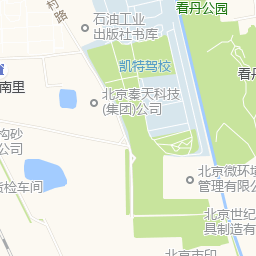 看丹公园
村路
石油工业
出版社书库
凯特驾校
看丹
南里
北京秦天科技
(集团)公司
构砂
公司
货检车间
北京微环境
管理有限公
北京世纪
具制造有
北京市印